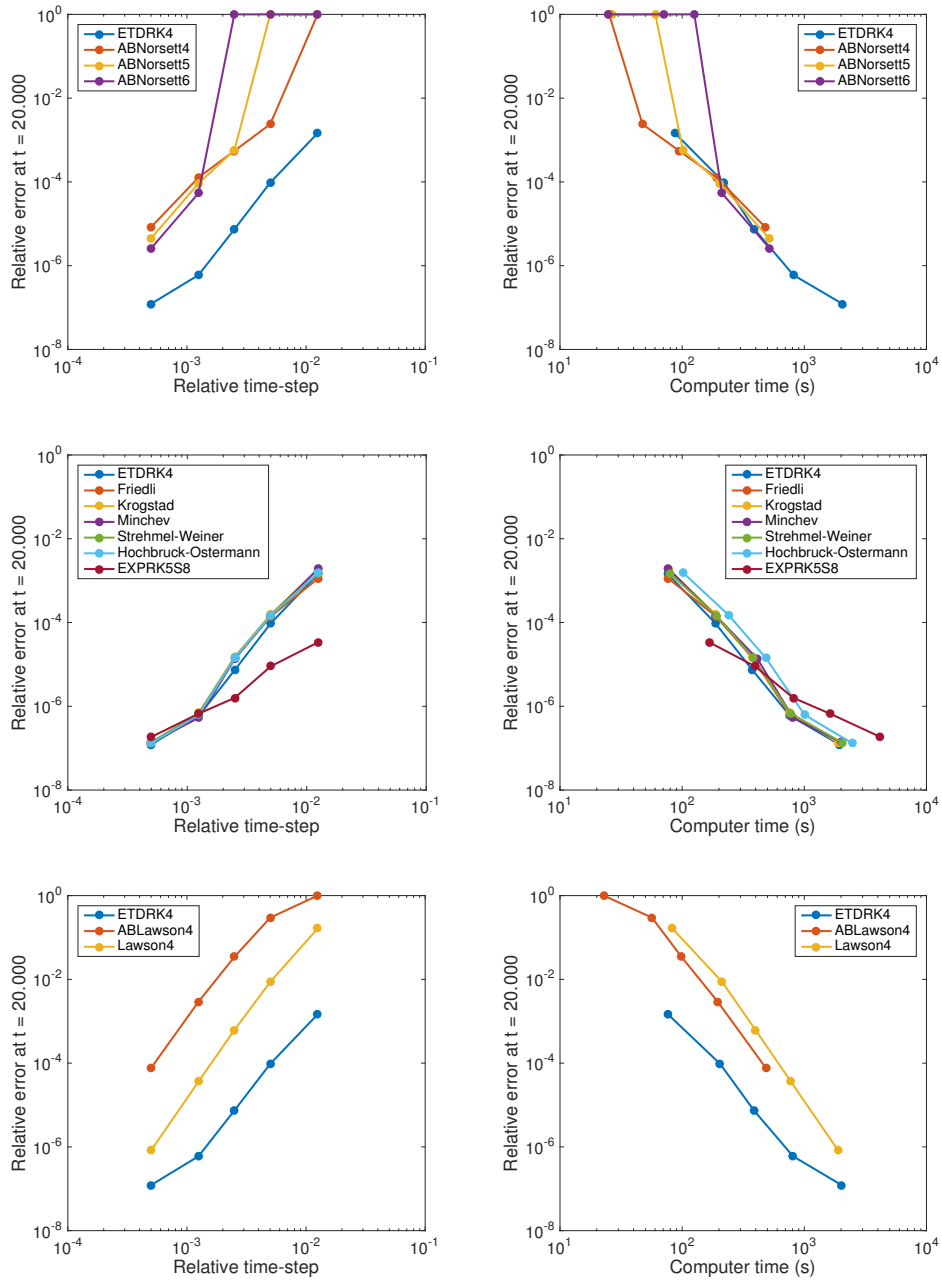 Relative error at t = 20.000
10^0
10^-2
10^-4
10^-6
10^-8
ETDRK4
ABNorsett4
ABNorsett5
ABNorsett6
10^-4
10^-3
10^-2
10^-1
Relative time-step
Relative error at t = 20.000
10^0
10^-2
10^-4
10^-6
10^-8
ETDRK4
ABNorsett4
ABNorsett5
ABNorsett6
10^1
10^2
10^3
10^4
Computer time (s)
Relative error at t = 20.000
10^0
10^-2
10^-4
10^-6
10^-8
ETDRK4
Friedli
Krogstad
Minchev
Strehmel-Weiner
Hochbruck-Ostermann
EXPRK5S8
10^-4
10^-3
10^-2
10^-1
Relative time-step
Relative error at t = 20.000
10^0
10^-2
10^-4
10^-6
10^-8
ETDRK4
Friedli
Krogstad
Minchev
Strehmel-Weiner
Hochbruck-Ostermann
EXPRK5S8
10^1
10^2
10^3
10^4
Computer time (s)
Relative error at t = 20.000
10^0
10^-2
10^-4
10^-6
10^-8
ETDRK4
ABLawson4
Lawson4
10^-4
10^-3
10^-2
10^-1
Relative time-step
Relative error at t = 20.000
10^0
10^-2
10^-4
10^-6
10^-8
ETDRK4
ABLawson4
Lawson4
10^1
10^2
10^3
10^4
Computer time (s)